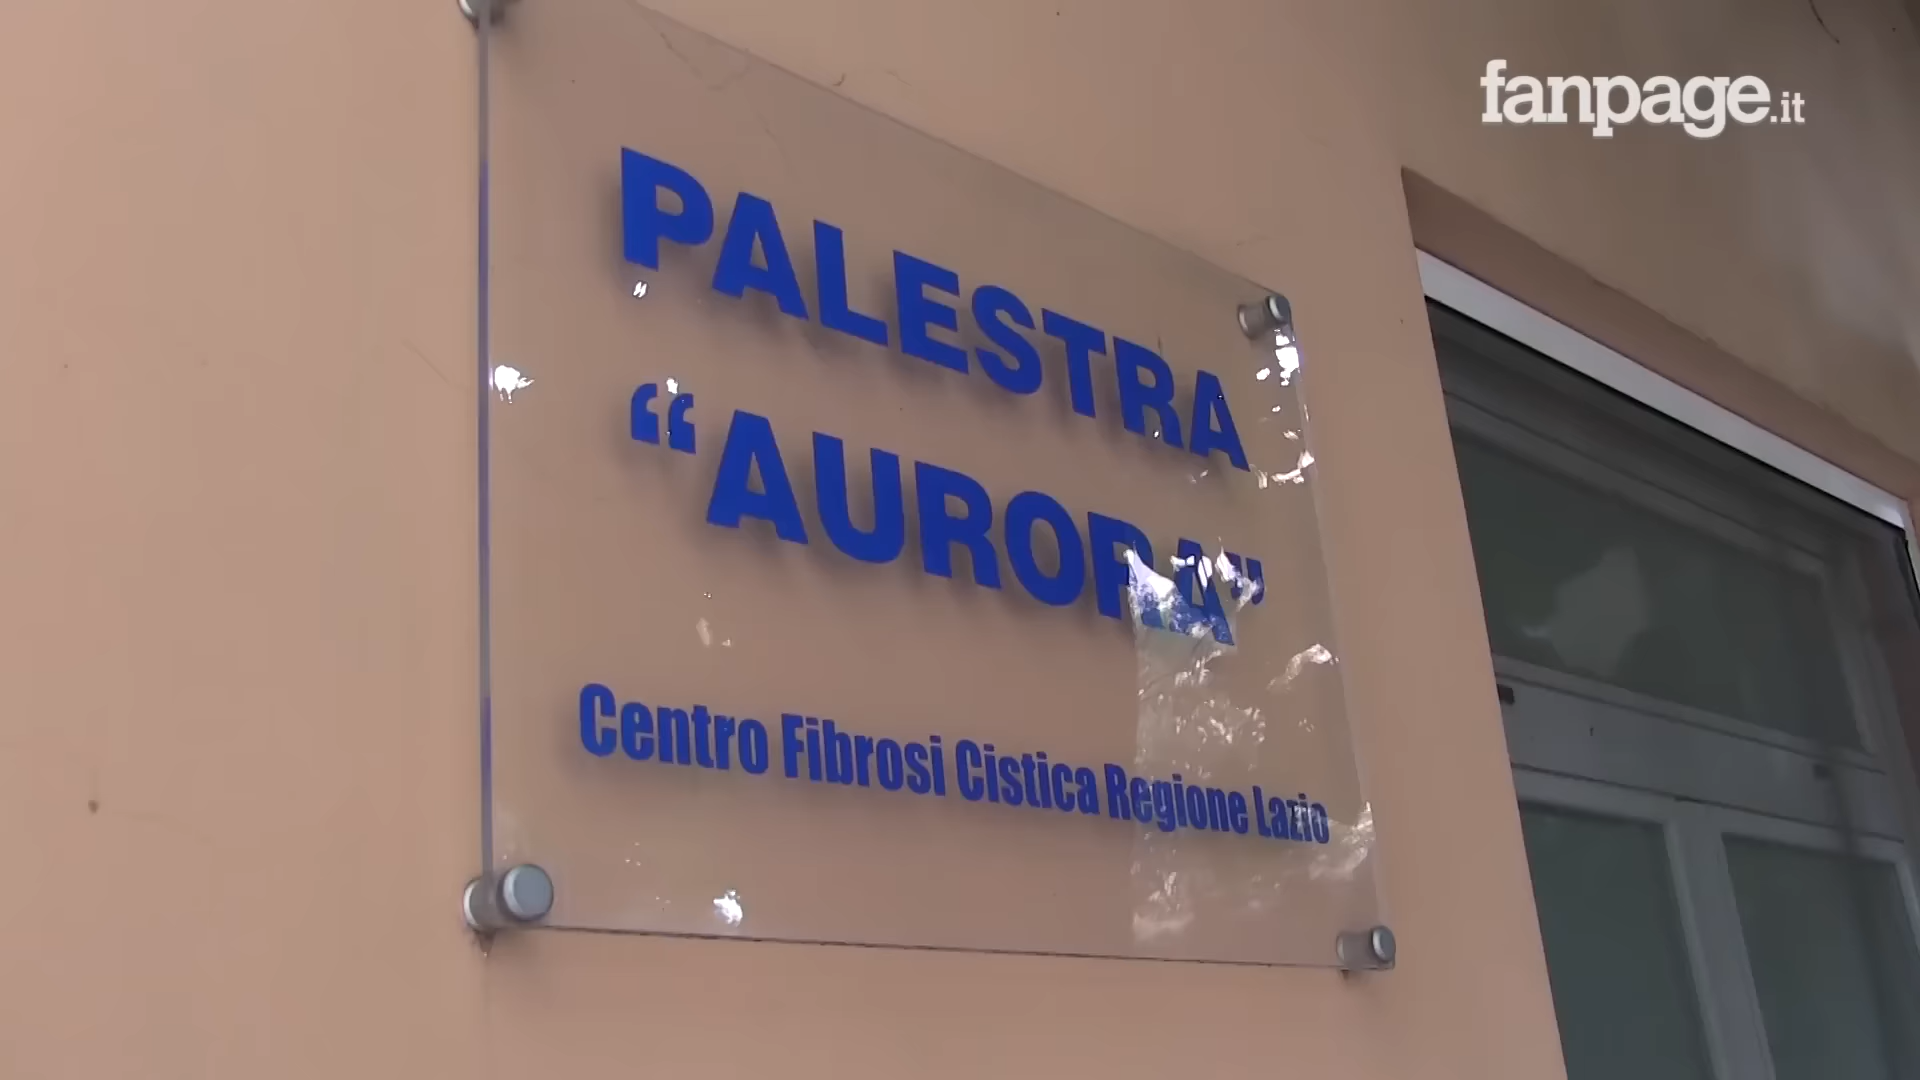 fanpage.it
PALESTRA
“AURORA”
Centro Fibrosi Cistica Regione Lazio